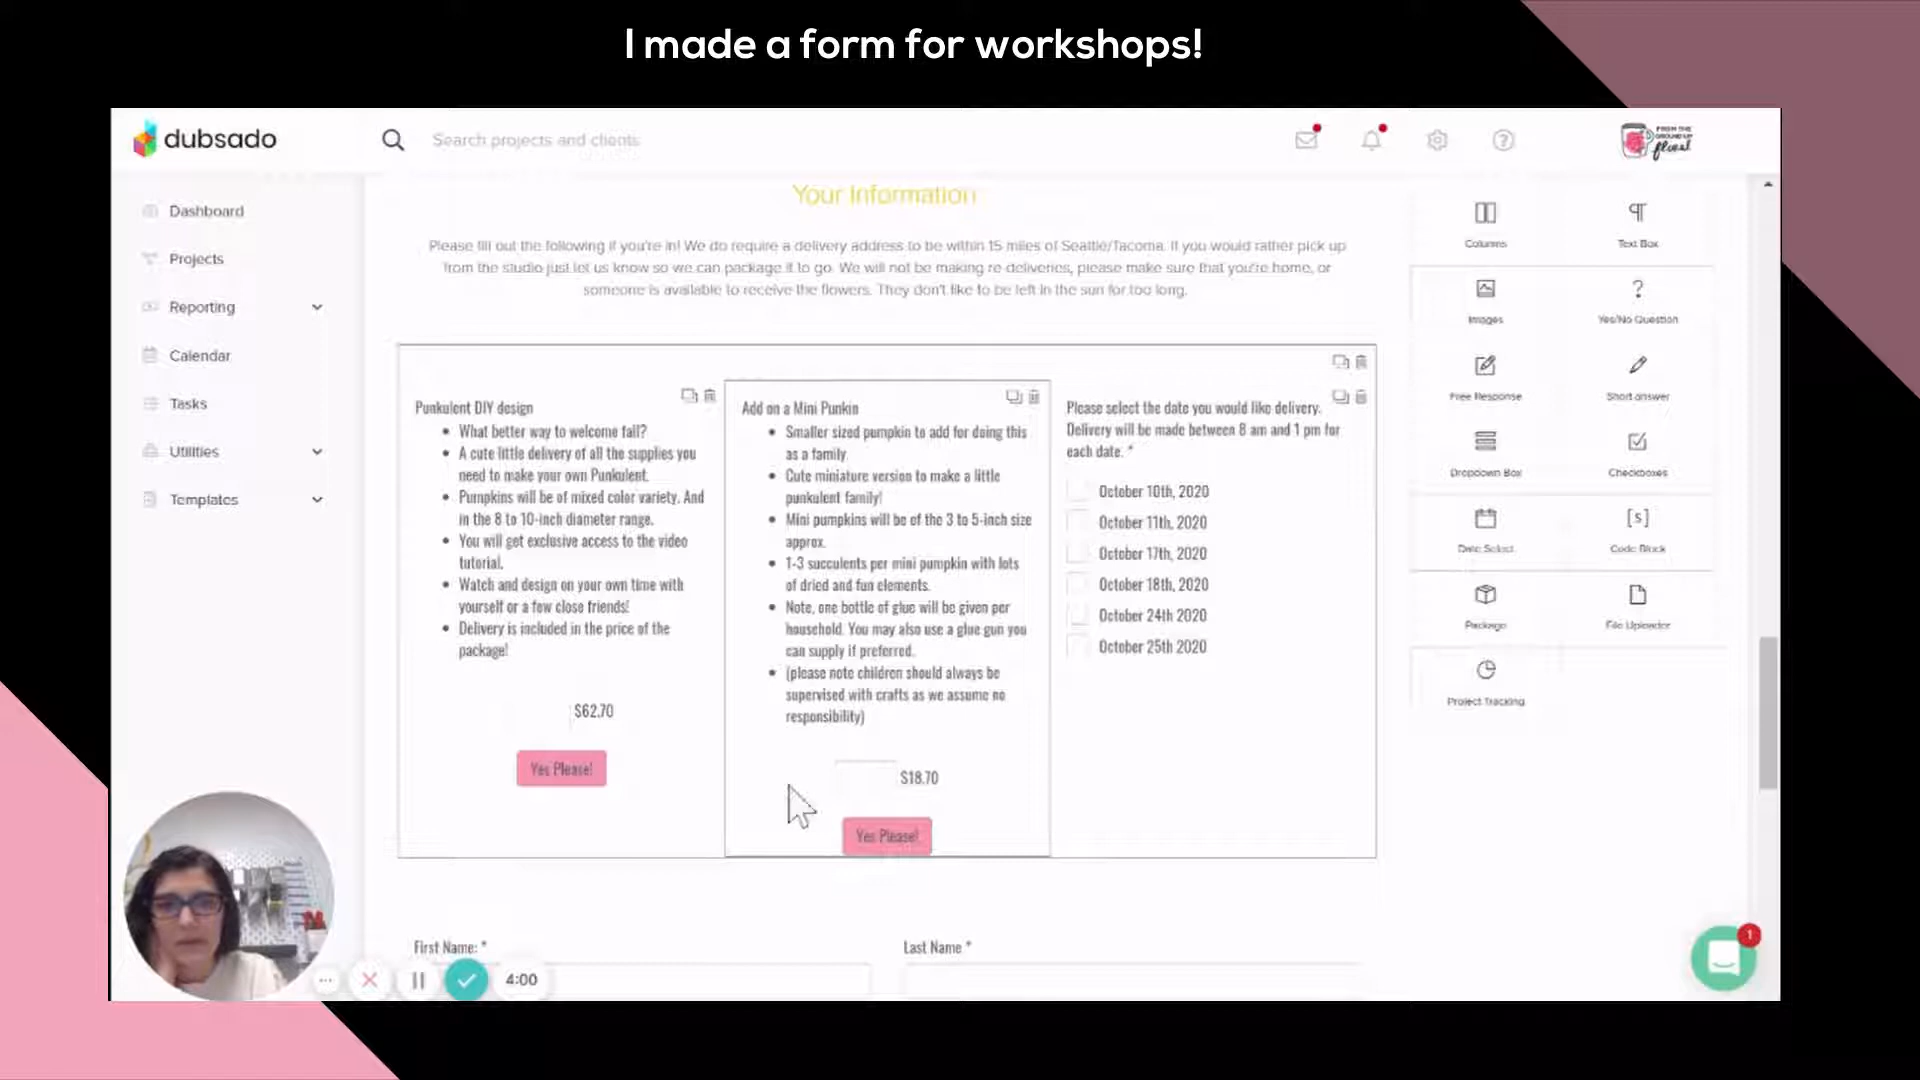 I made a form for workshops!
dubsado
Search projects and clients
FROM THE
GROUND UP
floral
Dashboard
Projects
Reporting
Calendar
Tasks
Utilities
Templates
Your Information
Please fill out the following if you're in! We do require a delivery address to be within 15 miles of Seattle/Tacoma. If you would rather pick up
from the studio just let us know so we can package it to go. We will not be making re-deliveries, please make sure that you're home, or
someone is available to receive the flowers. They don't like to be left in the sun for too long.
Punkulent DIY design
• What better way to welcome fall?
• A cute little delivery of all the supplies you
need to make your own Punkulent.
• Pumpkins will be of mixed color variety. And
in the 8 to 10-inch diameter range.
• You will get exclusive access to the video
tutorial.
• Watch and design on your own time with
yourself or a few close friends!
• Delivery is included in the price of the
package!
$62.70
Yes Please!
Add on a Mini Punkin
• Smaller sized pumpkin to add for doing this
as a family.
• Cute miniature version to make a little
punkulent family!
• Mini pumpkins will be of the 3 to 5-inch size
approx.
• 1-3 succulents per mini pumpkin with lots
of dried and fun elements.
• Note, one bottle of glue will be given per
household. You may also use a glue gun you
can supply if preferred.
• (please note children should always be
supervised with crafts as we assume no
responsibility)
$18.70
Yes Please!
Please select the date you would like delivery.
Delivery will be made between 8 am and 1 pm for
each date. *
October 10th, 2020
October 11th, 2020
October 17th, 2020
October 18th, 2020
October 24th 2020
October 25th 2020
Columns
Text Box
Images
Yes/No Question
Free Response
Short answer
Dropdown Box
Checkboxes
Date Select
[s]
Code Block
Package
File Uploader
Project Tracking
First Name: *
Last Name *
4:00
1